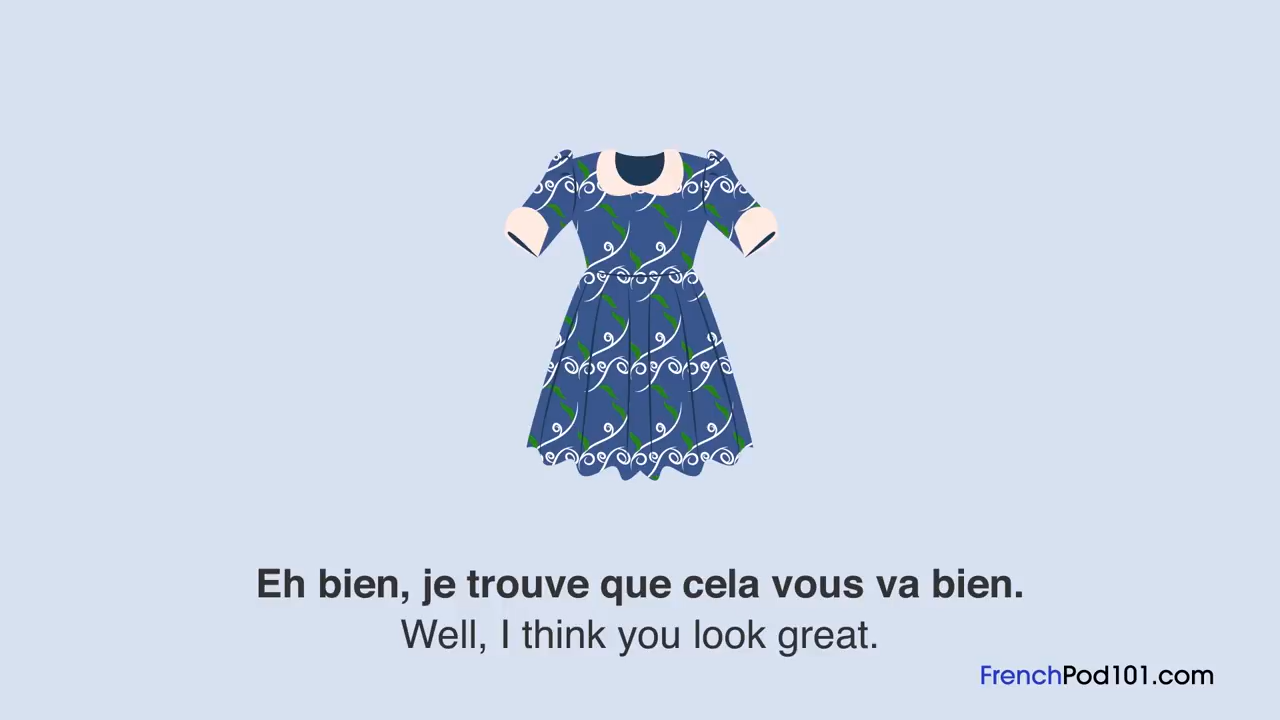 Eh bien, je trouve que cela vous va bien.
Well, I think you look great.
FrenchPod101.com